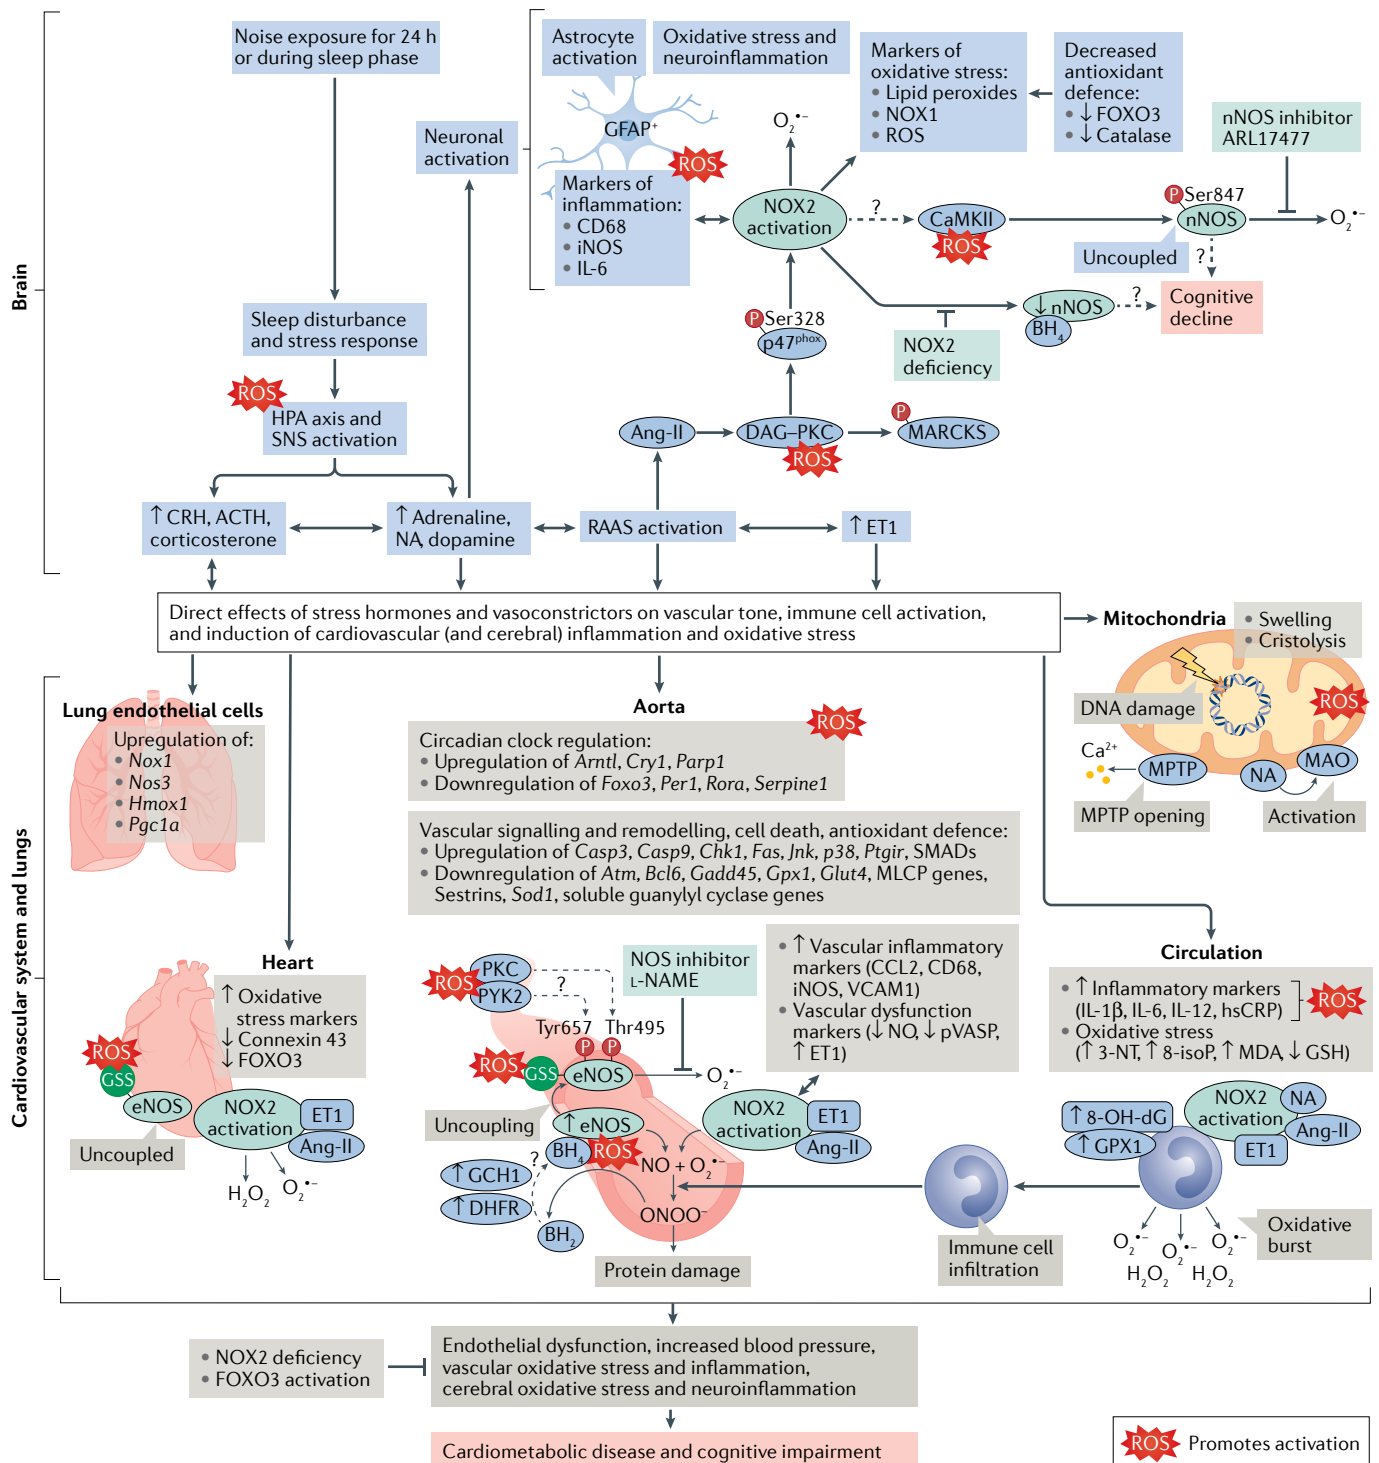 Brain
Noise exposure for 24 h
or during sleep phase
Sleep disturbance
and stress response
ROS
HPA axis and
SNS activation
↑ CRH, ACTH,
corticosterone
↑ Adrenaline,
NA, dopamine
RAAS activation
↑ ET1
Neuronal
activation
Astrocyte
activation
Oxidative stress and
neuroinflammation
GFAP⁺
ROS
Markers of
inflammation:
• CD68
• iNOS
• IL-6
O₂•⁻
NOX2
activation
Markers of
oxidative stress:
• Lipid peroxides
• NOX1
• ROS
Decreased
antioxidant
defence:
• ↓ FOXO3
• ↓ Catalase
nNOS inhibitor
ARL17477
?
CaMKII
ROS
P
Ser847
nNOS
O₂•⁻
Uncoupled
?
↓ nNOS
BH₄
?
Cognitive
decline
NOX2
deficiency
P
Ser328
p47ᵖʰᵒˣ
Ang-II
DAG–PKC
ROS
P
MARCKS
Direct effects of stress hormones and vasoconstrictors on vascular tone, immune cell activation,
and induction of cardiovascular (and cerebral) inflammation and oxidative stress
Mitochondria
• Swelling
• Cristolysis
DNA damage
ROS
Ca²⁺
MPTP
NA
MAO
MPTP opening
Activation
Cardiovascular system and lungs
Lung endothelial cells
Upregulation of:
• Nox1
• Nos3
• Hmox1
• Pgc1a
Aorta
ROS
Circadian clock regulation:
• Upregulation of Arntl, Cry1, Parp1
• Downregulation of Foxo3, Per1, Rora, Serpine1
Vascular signalling and remodelling, cell death, antioxidant defence:
• Upregulation of Casp3, Casp9, Chk1, Fas, Jnk, p38, Ptgir, SMADs
• Downregulation of Atm, Bcl6, Gadd45, Gpx1, Glut4, MLCP genes,
Sestrins, Sod1, soluble guanylyl cyclase genes
Heart
↑ Oxidative
stress markers
↓ Connexin 43
↓ FOXO3
ROS
GSS
eNOS
Uncoupled
NOX2
activation
ET1
Ang-II
H₂O₂
O₂•⁻
ROS
PKC
PYK2
?
Tyr657
Thr495
P
P
NOS inhibitor
L-NAME
ROS
GSS
eNOS
O₂•⁻
Uncoupling
↑ eNOS
BH₄
ROS
?
↑ GCH1
↑ DHFR
BH₂
NO + O₂•⁻
ONOO⁻
Protein damage
• ↑ Vascular inflammatory
markers (CCL2, CD68,
iNOS, VCAM1)
• Vascular dysfunction
markers (↓ NO, ↓ pVASP,
↑ ET1)
NOX2
activation
ET1
Ang-II
Immune cell
infiltration
Circulation
• ↑ Inflammatory markers
(IL-1β, IL-6, IL-12, hsCRP)
• Oxidative stress
(↑ 3-NT, ↑ 8-isoP, ↑ MDA, ↓ GSH)
ROS
↑ 8-OH-dG
↑ GPX1
NOX2
activation
NA
Ang-II
ET1
O₂•⁻
O₂•⁻
O₂•⁻
H₂O₂
H₂O₂
Oxidative
burst
• NOX2 deficiency
• FOXO3 activation
Endothelial dysfunction, increased blood pressure,
vascular oxidative stress and inflammation,
cerebral oxidative stress and neuroinflammation
Cardiometabolic disease and cognitive impairment
ROS
Promotes activation